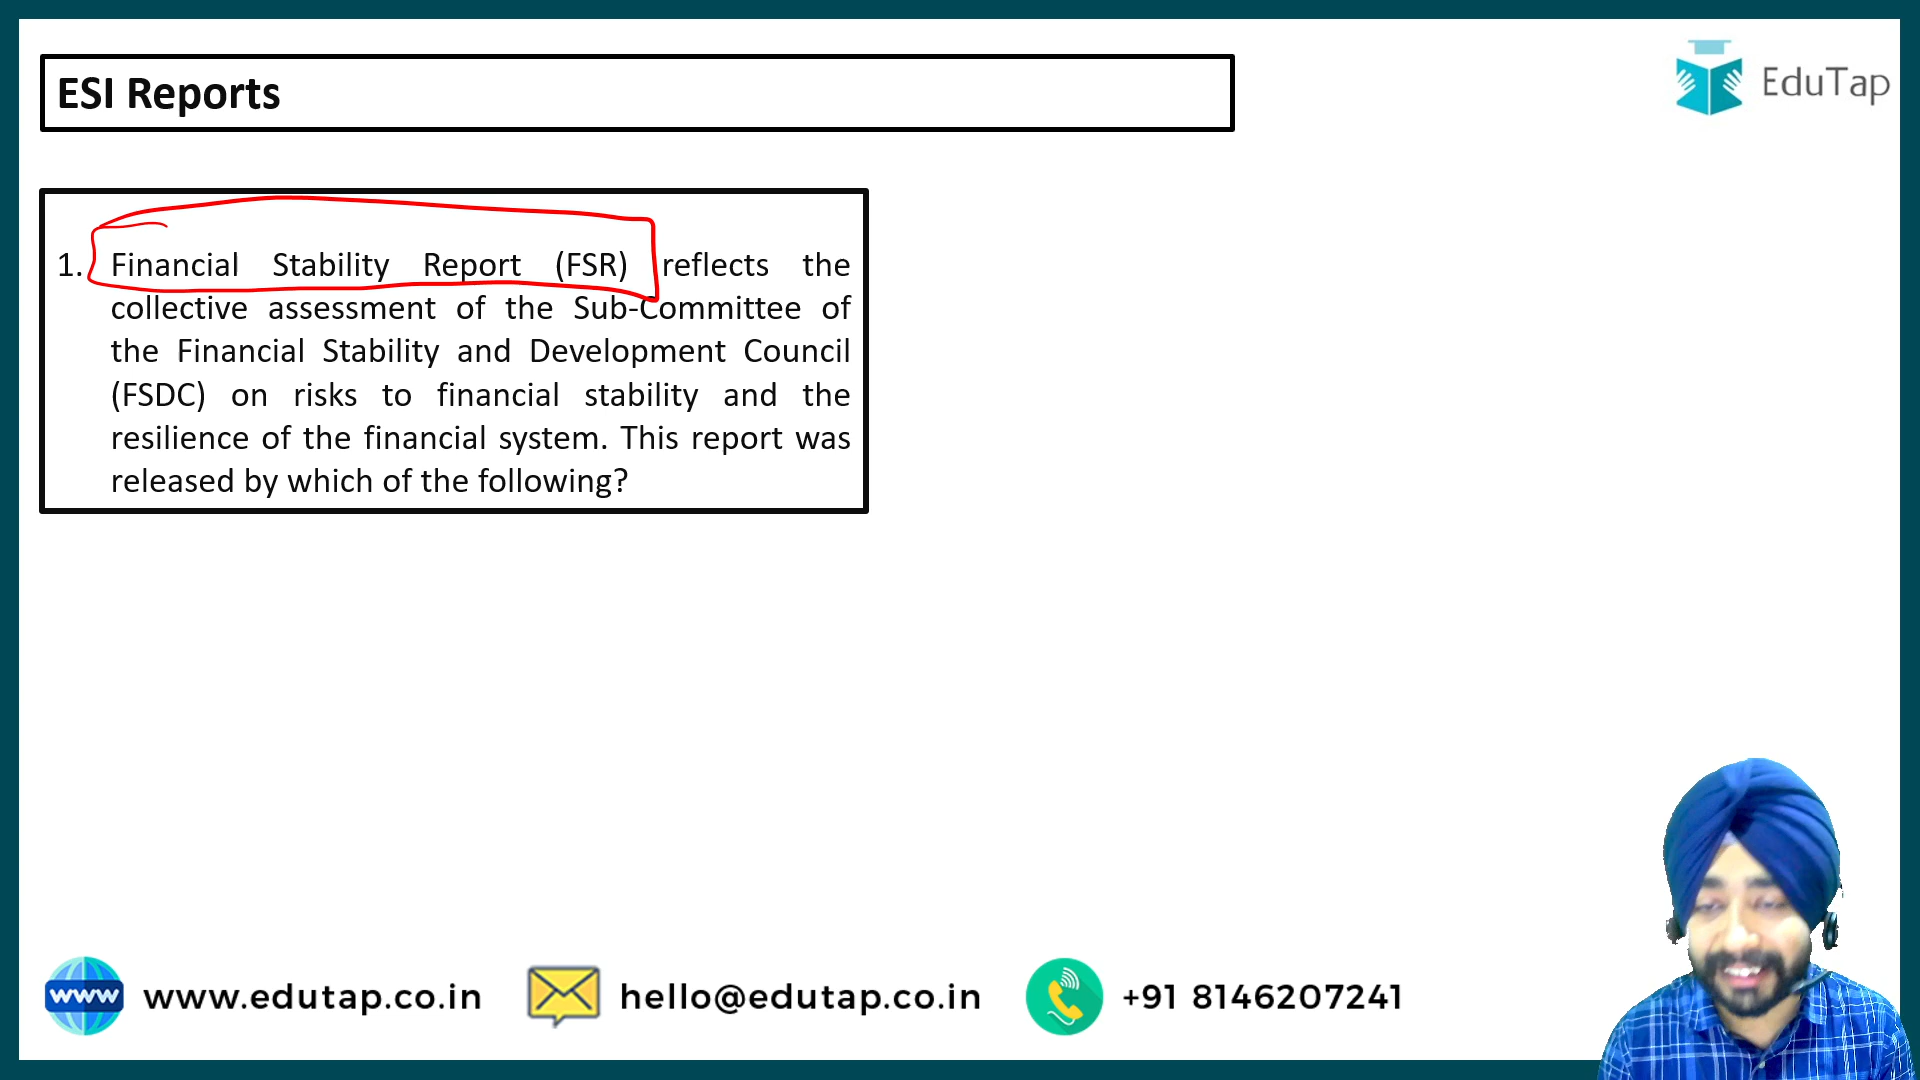 ESI Reports
EduTap
1. Financial Stability Report (FSR) reflects the
collective assessment of the Sub-Committee of
the Financial Stability and Development Council
(FSDC) on risks to financial stability and the
resilience of the financial system. This report was
released by which of the following?
www www.edutap.co.in hello@edutap.co.in +91 8146207241